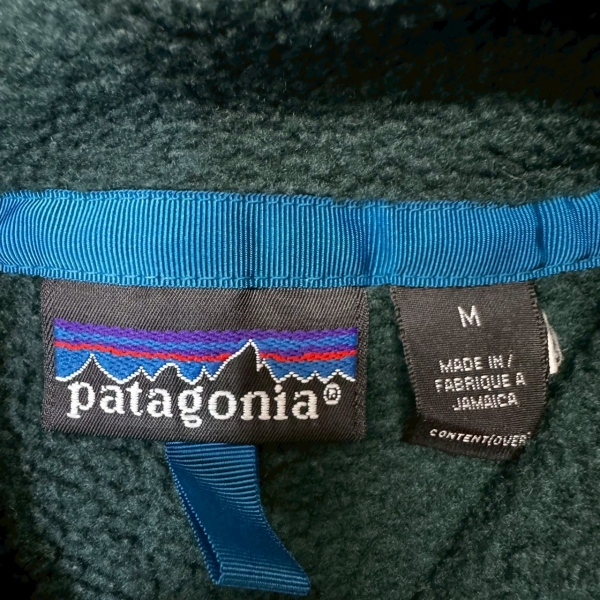 patagonia®
M
MADE IN/
FABRIQUE A
JAMAICA
CONTENT(OVER